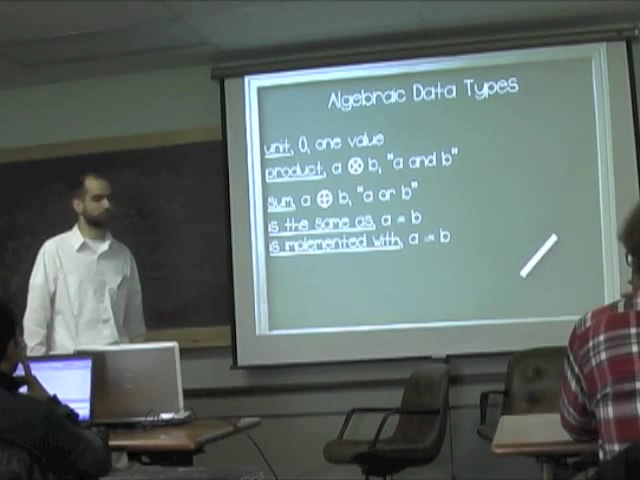 Algebraic Data Types
unit, (), one value
product, a ⊗ b, "a and b"
sum, a ⊕ b, "a or b"
is the same as, a = b
is implemented with, a := b